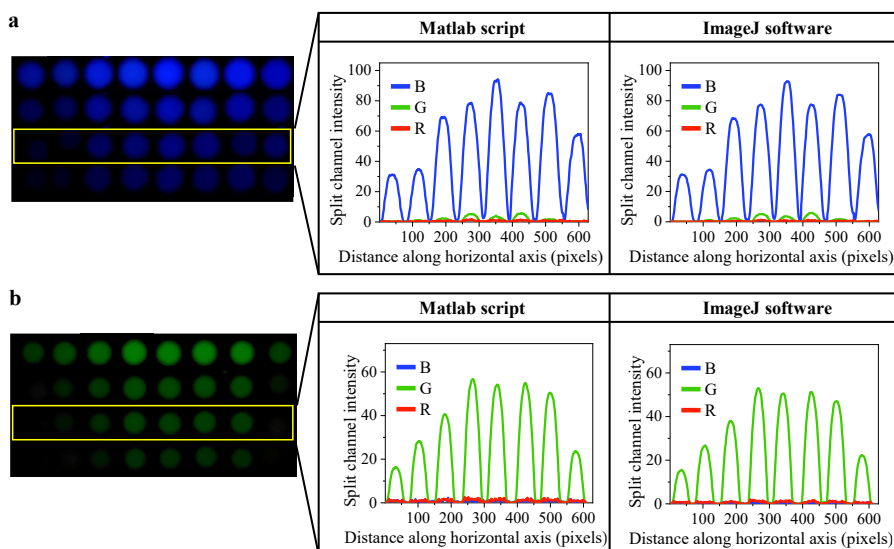 a
Matlab script
ImageJ software
Split channel intensity
100
80
60
40
20
0
B
G
R
100 200 300 400 500 600
Distance along horizontal axis (pixels)
Split channel intensity
100
80
60
40
20
0
B
G
R
100 200 300 400 500 600
Distance along horizontal axis (pixels)
b
Matlab script
ImageJ software
Split channel intensity
60
40
20
0
B
G
R
100 200 300 400 500 600
Distance along horizontal axis (pixels)
Split channel intensity
60
40
20
0
B
G
R
100 200 300 400 500 600
Distance along horizontal axis (pixels)